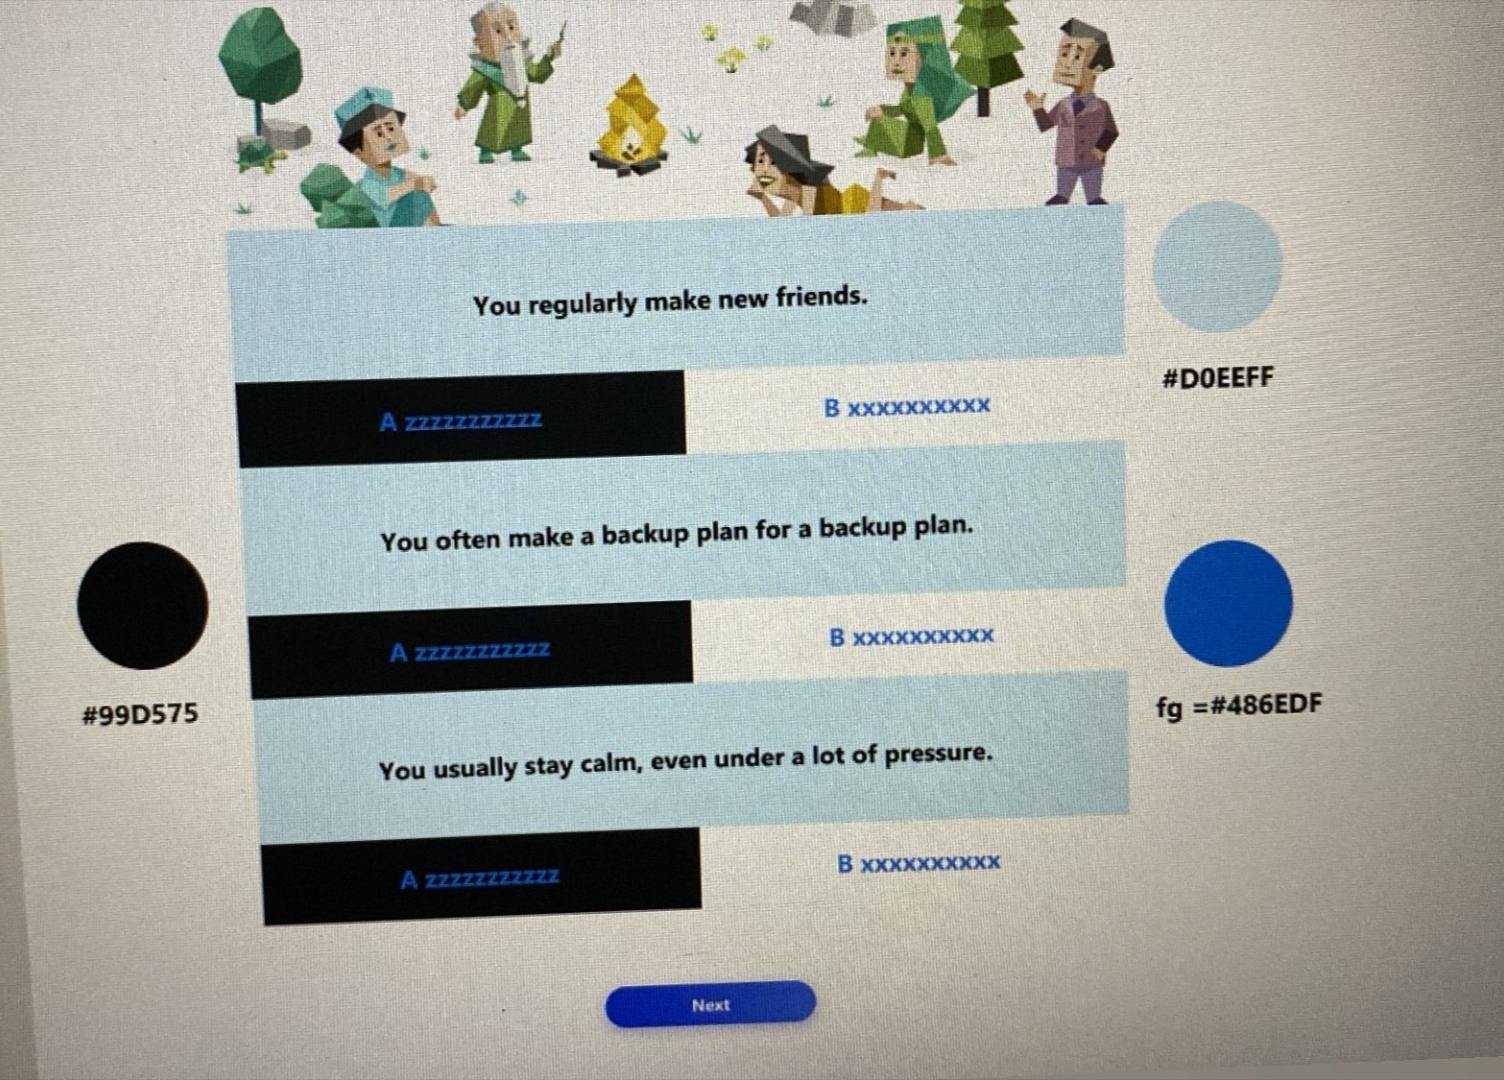 You regularly make new friends.
#D0EEFF
A zzzzzzzzzzz
B xxxxxxxxxx
You often make a backup plan for a backup plan.
A zzzzzzzzzzz
B xxxxxxxxxx
#99D575
fg =#486EDF
You usually stay calm, even under a lot of pressure.
A zzzzzzzzzzz
B xxxxxxxxxx
Next